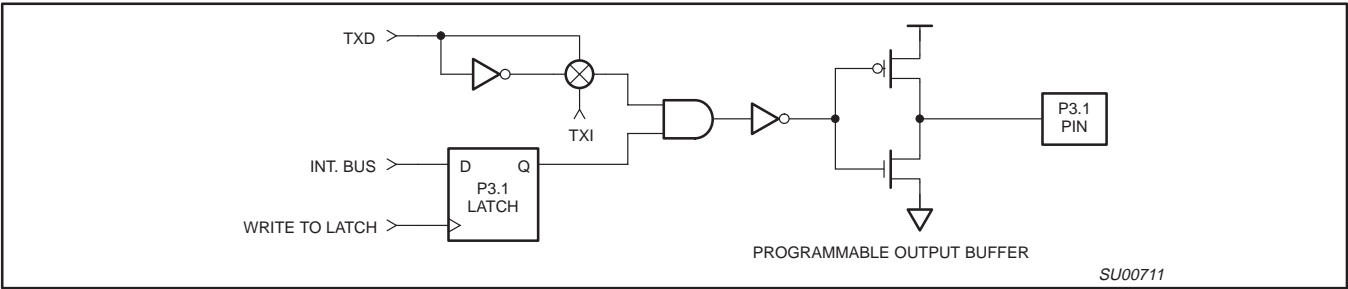 TXD
TXI
INT. BUS
D Q
P3.1
LATCH
WRITE TO LATCH
P3.1
PIN
PROGRAMMABLE OUTPUT BUFFER
SU00711